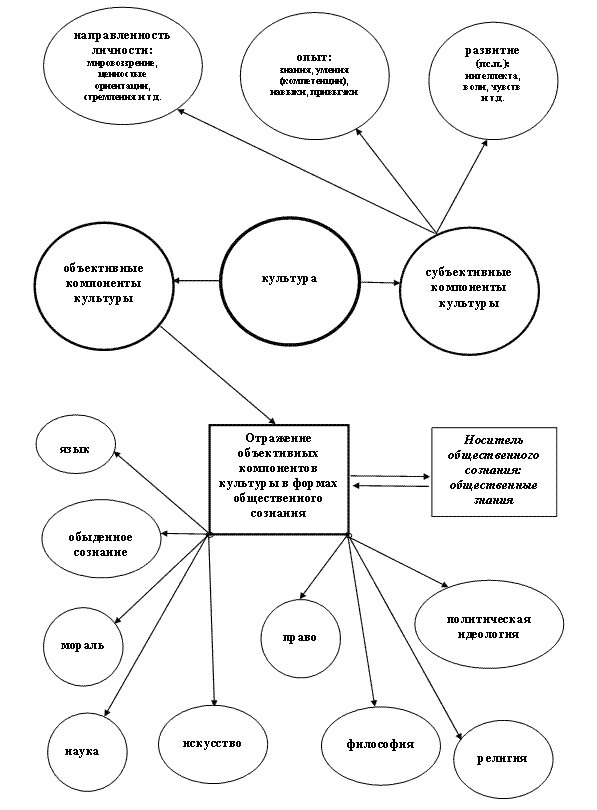 направленность
личности:
мировоззрение,
ценностые
ориентации,
стремления и т.д.
опыт:
знания, умения
(компетенции),
навыки, привычки
развитие
(пс.п.):
интеллекта,
воли, чувств
и т.д.
объективные
компоненты
культуры
культура
субъективные
компоненты
культуры
Отражение
объективных
компонентов
культуры в формах
общественного
сознания
Носитель
общественного
сознания:
общественные
знания
язык
обыденное
сознание
мораль
наука
искусство
право
философия
политическая
идеология
религия